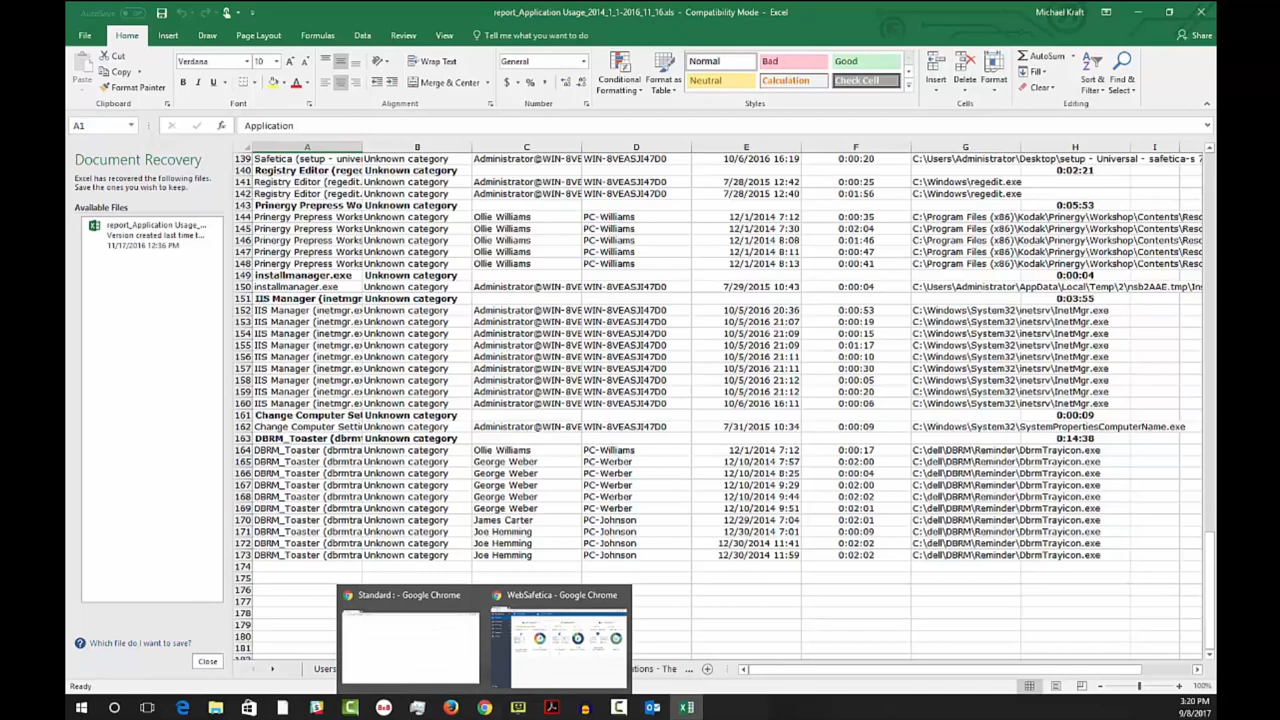 AutoSave Off
report_Application Usage_2014_1_1-2016_11_16.xls - Compatibility Mode - Excel
Michael Kraft
File Home Insert Draw Page Layout Formulas Data Review View Tell me what you want to do Share
Paste
Cut
Copy
Format Painter
Clipboard
Verdana 10
B I U
Font
Wrap Text
Merge & Center
Alignment
General
$ % ,
Number
Conditional Formatting
Format as Table
Normal Bad Good
Neutral Calculation Check Cell
Styles
Insert Delete Format
Cells
AutoSum
Fill
Clear
Sort & Filter
Find & Select
Editing
A1 fx Application
Document Recovery
Excel has recovered the following files.
Save the ones you wish to keep.
Available Files
report_Application Usage_...
Version created last time t...
11/17/2016 12:36 PM
Which file do I want to save?
Close
A B C D E F G H I
139 Safetica (setup - unive Unknown category Administrator@WIN-8VE WIN-8VEASJI47D0 10/6/2016 16:19 0:00:20 C:\Users\Administrator\Desktop\setup - Universal - safetica-s 7
140 Registry Editor (rege Unknown category 0:02:21
141 Registry Editor (regedit. Unknown category Administrator@WIN-8VE WIN-8VEASJI47D0 7/28/2015 12:42 0:00:25 C:\Windows\regedit.exe
142 Registry Editor (regedit. Unknown category Administrator@WIN-8VE WIN-8VEASJI47D0 7/28/2015 12:40 0:01:56 C:\Windows\regedit.exe
143 Prinergy Prepress Wo Unknown category 0:05:53
144 Prinergy Prepress Works Unknown category Ollie Williams PC-Williams 12/1/2014 7:12 0:00:35 C:\Program Files (x86)\Kodak\Prinergy\Workshop\Contents\Resc
145 Prinergy Prepress Works Unknown category Ollie Williams PC-Williams 12/1/2014 7:30 0:02:04 C:\Program Files (x86)\Kodak\Prinergy\Workshop\Contents\Resc
146 Prinergy Prepress Works Unknown category Ollie Williams PC-Williams 12/1/2014 8:08 0:01:46 C:\Program Files (x86)\Kodak\Prinergy\Workshop\Contents\Resc
147 Prinergy Prepress Works Unknown category Ollie Williams PC-Williams 12/1/2014 8:11 0:00:47 C:\Program Files (x86)\Kodak\Prinergy\Workshop\Contents\Resc
148 Prinergy Prepress Works Unknown category Ollie Williams PC-Williams 12/1/2014 8:13 0:00:41 C:\Program Files (x86)\Kodak\Prinergy\Workshop\Contents\Resc
149 installmanager.exe Unknown category 0:00:04
150 installmanager.exe Unknown category Administrator@WIN-8VE WIN-8VEASJI47D0 7/29/2015 10:43 0:00:04 C:\Users\Administrator\AppData\Local\Temp\2\nsb2AAE.tmp\Ins
151 IIS Manager (inetmgr Unknown category 0:03:55
152 IIS Manager (inetmgr.ex Unknown category Administrator@WIN-8VE WIN-8VEASJI47D0 10/5/2016 20:36 0:00:53 C:\Windows\System32\inetsrv\InetMgr.exe
153 IIS Manager (inetmgr.ex Unknown category Administrator@WIN-8VE WIN-8VEASJI47D0 10/5/2016 21:07 0:00:19 C:\Windows\System32\inetsrv\InetMgr.exe
154 IIS Manager (inetmgr.ex Unknown category Administrator@WIN-8VE WIN-8VEASJI47D0 10/5/2016 21:09 0:00:15 C:\Windows\System32\inetsrv\InetMgr.exe
155 IIS Manager (inetmgr.ex Unknown category Administrator@WIN-8VE WIN-8VEASJI47D0 10/5/2016 21:09 0:01:17 C:\Windows\System32\inetsrv\InetMgr.exe
156 IIS Manager (inetmgr.ex Unknown category Administrator@WIN-8VE WIN-8VEASJI47D0 10/5/2016 21:11 0:00:10 C:\Windows\System32\inetsrv\InetMgr.exe
157 IIS Manager (inetmgr.ex Unknown category Administrator@WIN-8VE WIN-8VEASJI47D0 10/5/2016 21:11 0:00:30 C:\Windows\System32\inetsrv\InetMgr.exe
158 IIS Manager (inetmgr.ex Unknown category Administrator@WIN-8VE WIN-8VEASJI47D0 10/5/2016 21:12 0:00:05 C:\Windows\System32\inetsrv\InetMgr.exe
159 IIS Manager (inetmgr.ex Unknown category Administrator@WIN-8VE WIN-8VEASJI47D0 10/5/2016 21:12 0:00:20 C:\Windows\System32\inetsrv\InetMgr.exe
160 IIS Manager (inetmgr.ex Unknown category Administrator@WIN-8VE WIN-8VEASJI47D0 10/6/2016 16:11 0:00:06 C:\Windows\System32\inetsrv\InetMgr.exe
161 Change Computer Set Unknown category 0:00:09
162 Change Computer Settin Unknown category Administrator@WIN-8VE WIN-8VEASJI47D0 7/31/2015 10:34 0:00:09 C:\Windows\System32\SystemPropertiesComputerName.exe
163 DBRM_Toaster (dbrmt Unknown category 0:14:38
164 DBRM_Toaster (dbrmtra Unknown category Ollie Williams PC-Williams 12/1/2014 7:12 0:00:17 C:\dell\DBRM\Reminder\DbrmTrayicon.exe
165 DBRM_Toaster (dbrmtra Unknown category George Weber PC-Werber 12/10/2014 7:57 0:02:00 C:\dell\DBRM\Reminder\DbrmTrayicon.exe
166 DBRM_Toaster (dbrmtra Unknown category George Weber PC-Werber 12/10/2014 8:25 0:00:04 C:\dell\DBRM\Reminder\DbrmTrayicon.exe
167 DBRM_Toaster (dbrmtra Unknown category George Weber PC-Werber 12/10/2014 9:29 0:02:00 C:\dell\DBRM\Reminder\DbrmTrayicon.exe
168 DBRM_Toaster (dbrmtra Unknown category George Weber PC-Werber 12/10/2014 9:44 0:02:02 C:\dell\DBRM\Reminder\DbrmTrayicon.exe
169 DBRM_Toaster (dbrmtra Unknown category George Weber PC-Werber 12/10/2014 9:51 0:02:01 C:\dell\DBRM\Reminder\DbrmTrayicon.exe
170 DBRM_Toaster (dbrmtra Unknown category James Carter PC-Johnson 12/29/2014 7:04 0:02:01 C:\dell\DBRM\Reminder\DbrmTrayicon.exe
171 DBRM_Toaster (dbrmtra Unknown category Joe Hemming PC-Johnson 12/30/2014 7:01 0:00:09 C:\dell\DBRM\Reminder\DbrmTrayicon.exe
172 DBRM_Toaster (dbrmtra Unknown category Joe Hemming PC-Johnson 12/30/2014 11:41 0:02:02 C:\dell\DBRM\Reminder\DbrmTrayicon.exe
173 DBRM_Toaster (dbrmtra Unknown category Joe Hemming PC-Johnson 12/30/2014 11:59 0:02:02 C:\dell\DBRM\Reminder\DbrmTrayicon.exe
174
175
176
177
178
179
180
181
Standard : - Google Chrome
WebSafetica - Google Chrome
Users
tions - The ...
Ready
100%
3:20 PM
9/8/2017